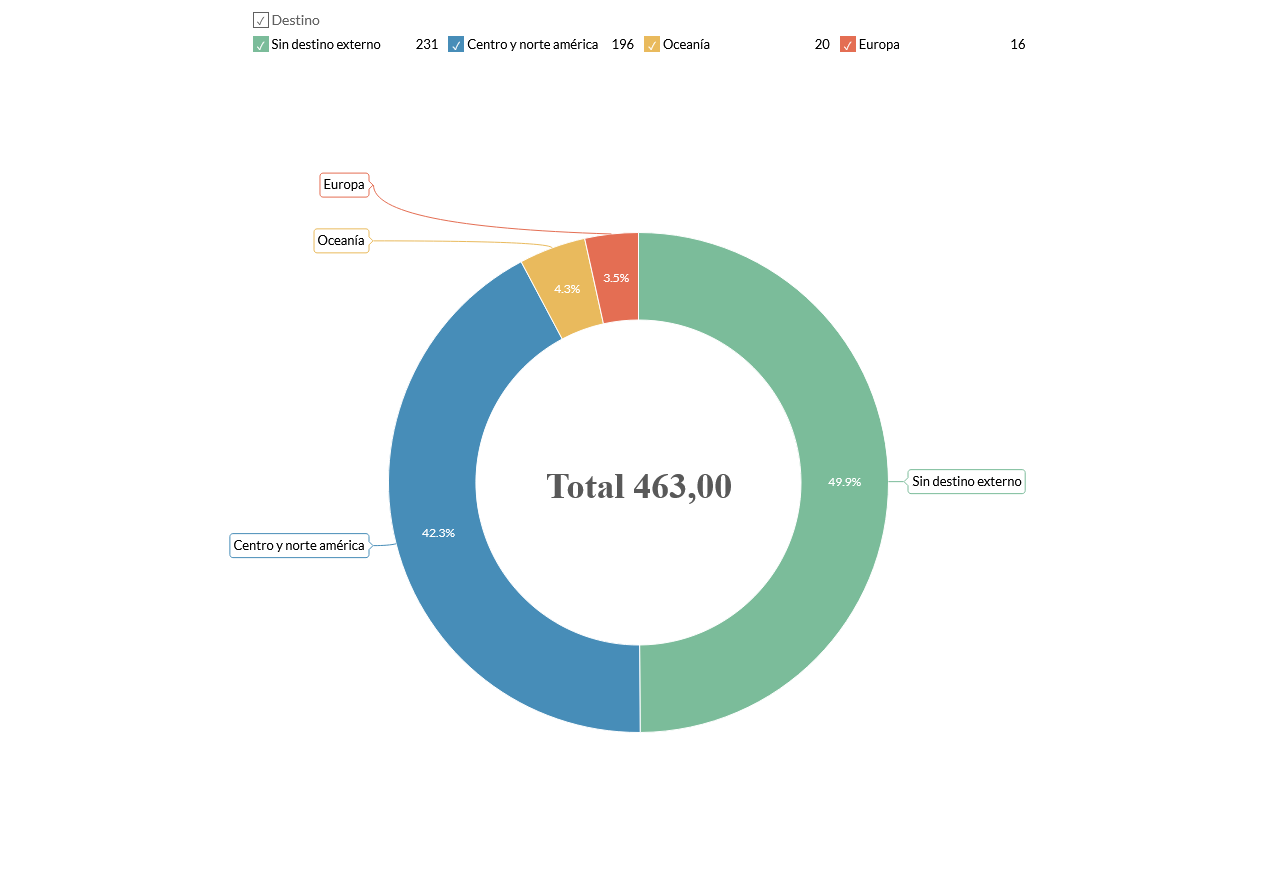 Destino
Sin destino externo 231 Centro y norte américa 196 Oceanía 20 Europa 16
Europa
Oceanía
3.5%
4.3%
49.9%
Sin destino externo
Total 463,00
42.3%
Centro y norte américa